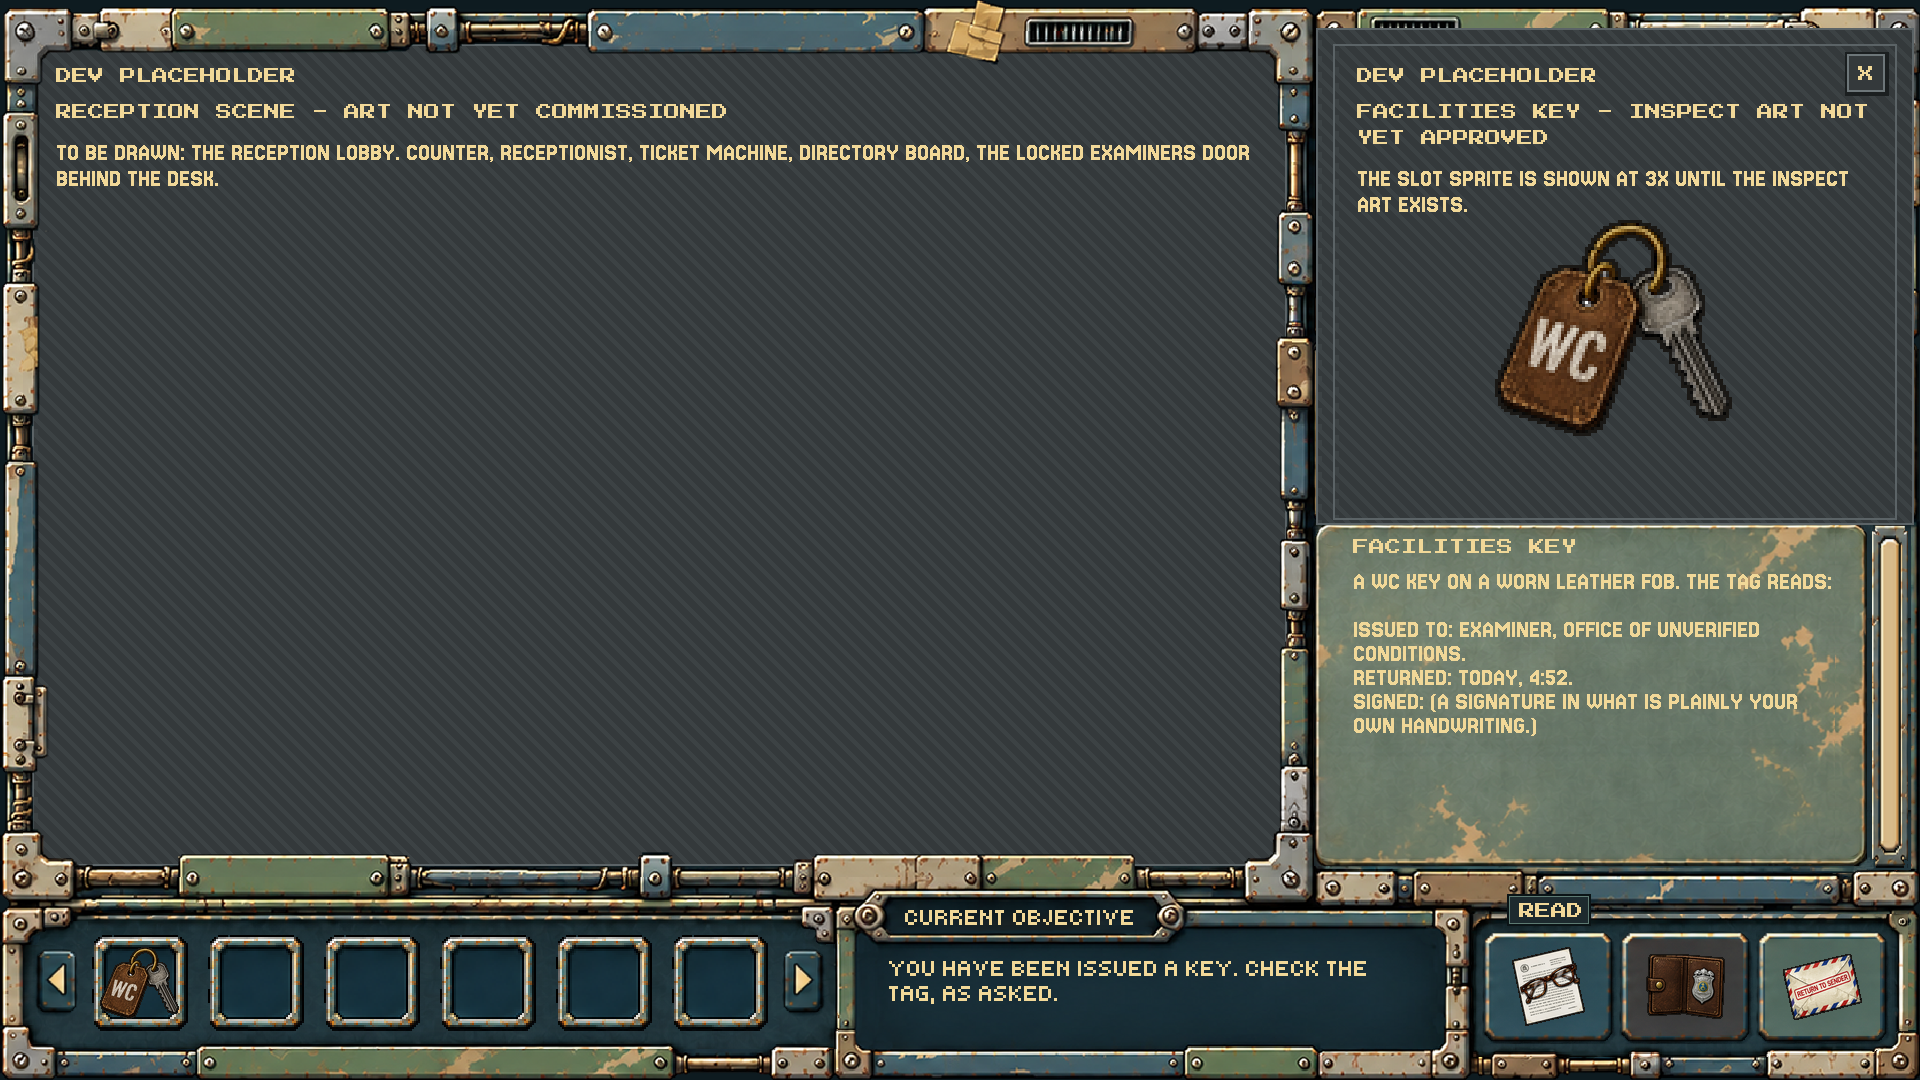 DEV PLACEHOLDER
RECEPTION SCENE - ART NOT YET COMMISSIONED
TO BE DRAWN: THE RECEPTION LOBBY. COUNTER, RECEPTIONIST, TICKET MACHINE, DIRECTORY BOARD, THE LOCKED EXAMINERS DOOR
BEHIND THE DESK.
DEV PLACEHOLDER
X
FACILITIES KEY - INSPECT ART NOT
YET APPROVED
THE SLOT SPRITE IS SHOWN AT 3X UNTIL THE INSPECT
ART EXISTS.
WC
FACILITIES KEY
A WC KEY ON A WORN LEATHER FOB. THE TAG READS:
ISSUED TO: EXAMINER, OFFICE OF UNVERIFIED
CONDITIONS.
RETURNED: TODAY, 4:52.
SIGNED: (A SIGNATURE IN WHAT IS PLAINLY YOUR
OWN HANDWRITING.)
WC
CURRENT OBJECTIVE
YOU HAVE BEEN ISSUED A KEY. CHECK THE
TAG, AS ASKED.
READ
RETURN TO SENDER